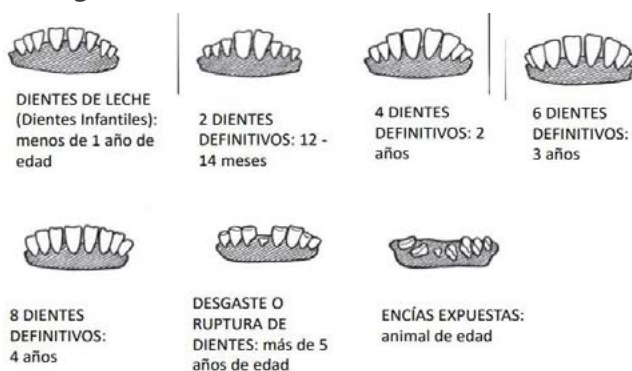 DIENTES DE LECHE
(Dientes Infantiles):
menos de 1 año de
edad
2 DIENTES
DEFINITIVOS: 12 -
14 meses
4 DIENTES
DEFINITIVOS: 2
años
6 DIENTES
DEFINITIVOS:
3 años
8 DIENTES
DEFINITIVOS:
4 años
DESGASTE O
RUPTURA DE
DIENTES: más de 5
años de edad
ENCÍAS EXPUESTAS:
animal de edad